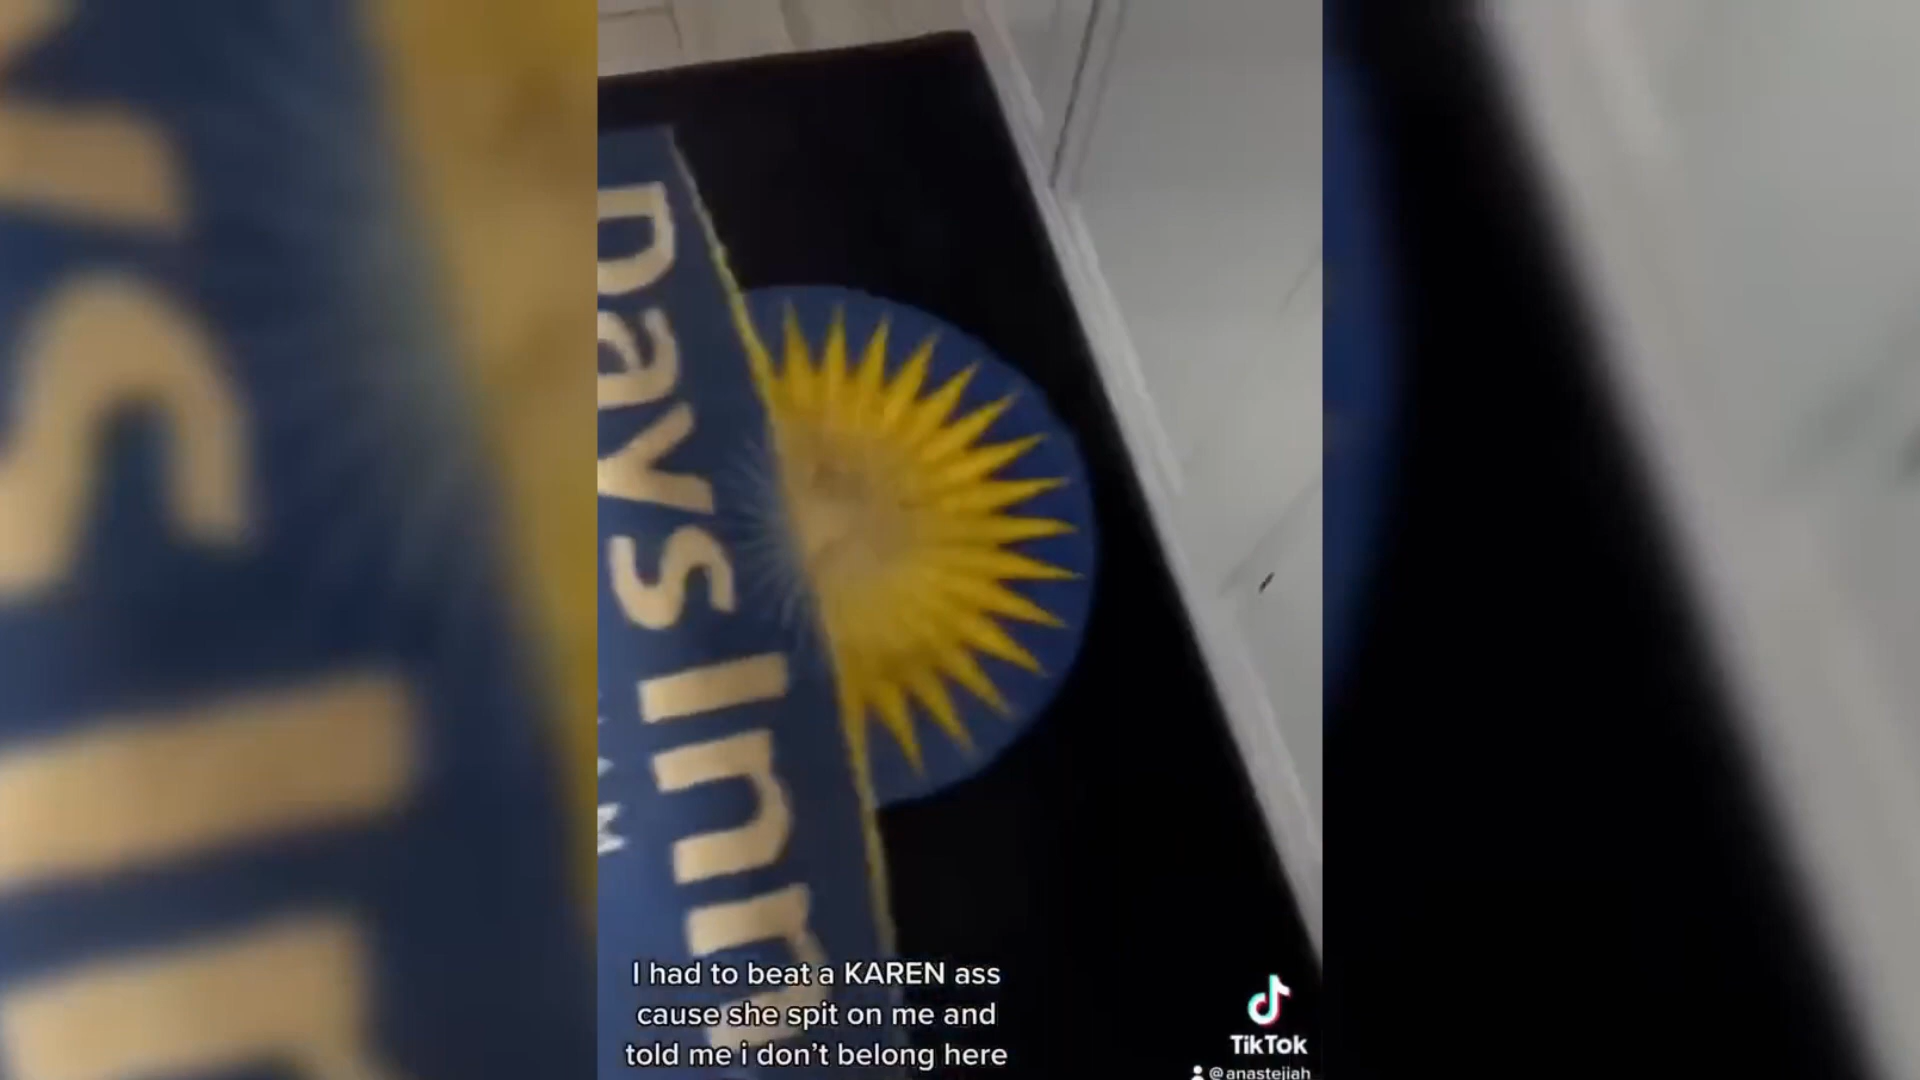 Days Inn
I had to beat a KAREN ass
cause she spit on me and
told me i don't belong here
TikTok
@anastejiah